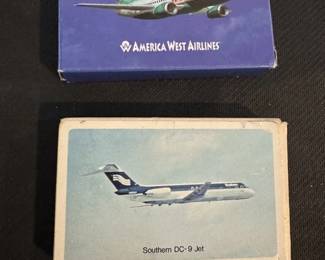 AMERICA WEST AIRLINES
Southern DC-9 Jet